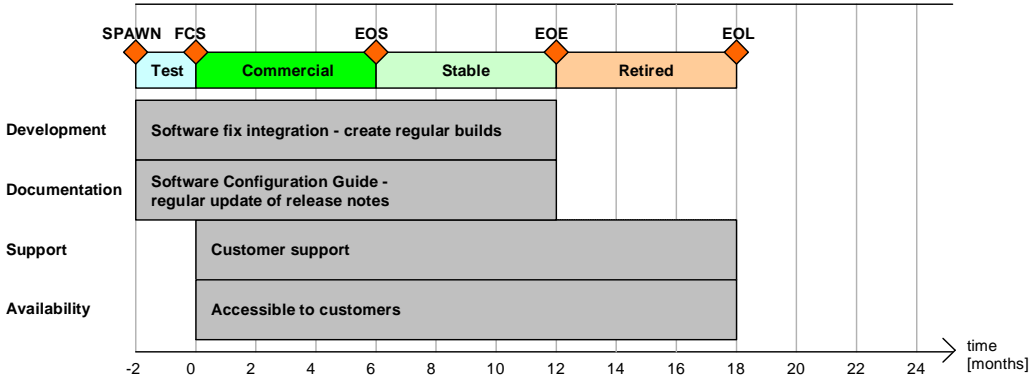 SPAWN FCS EOS EOE EOL
Test Commercial Stable Retired
Development Software fix integration - create regular builds
Documentation Software Configuration Guide -
regular update of release notes
Support Customer support
Availability Accessible to customers
-2 0 2 4 6 8 10 12 14 16 18 20 22 24
time
[months]